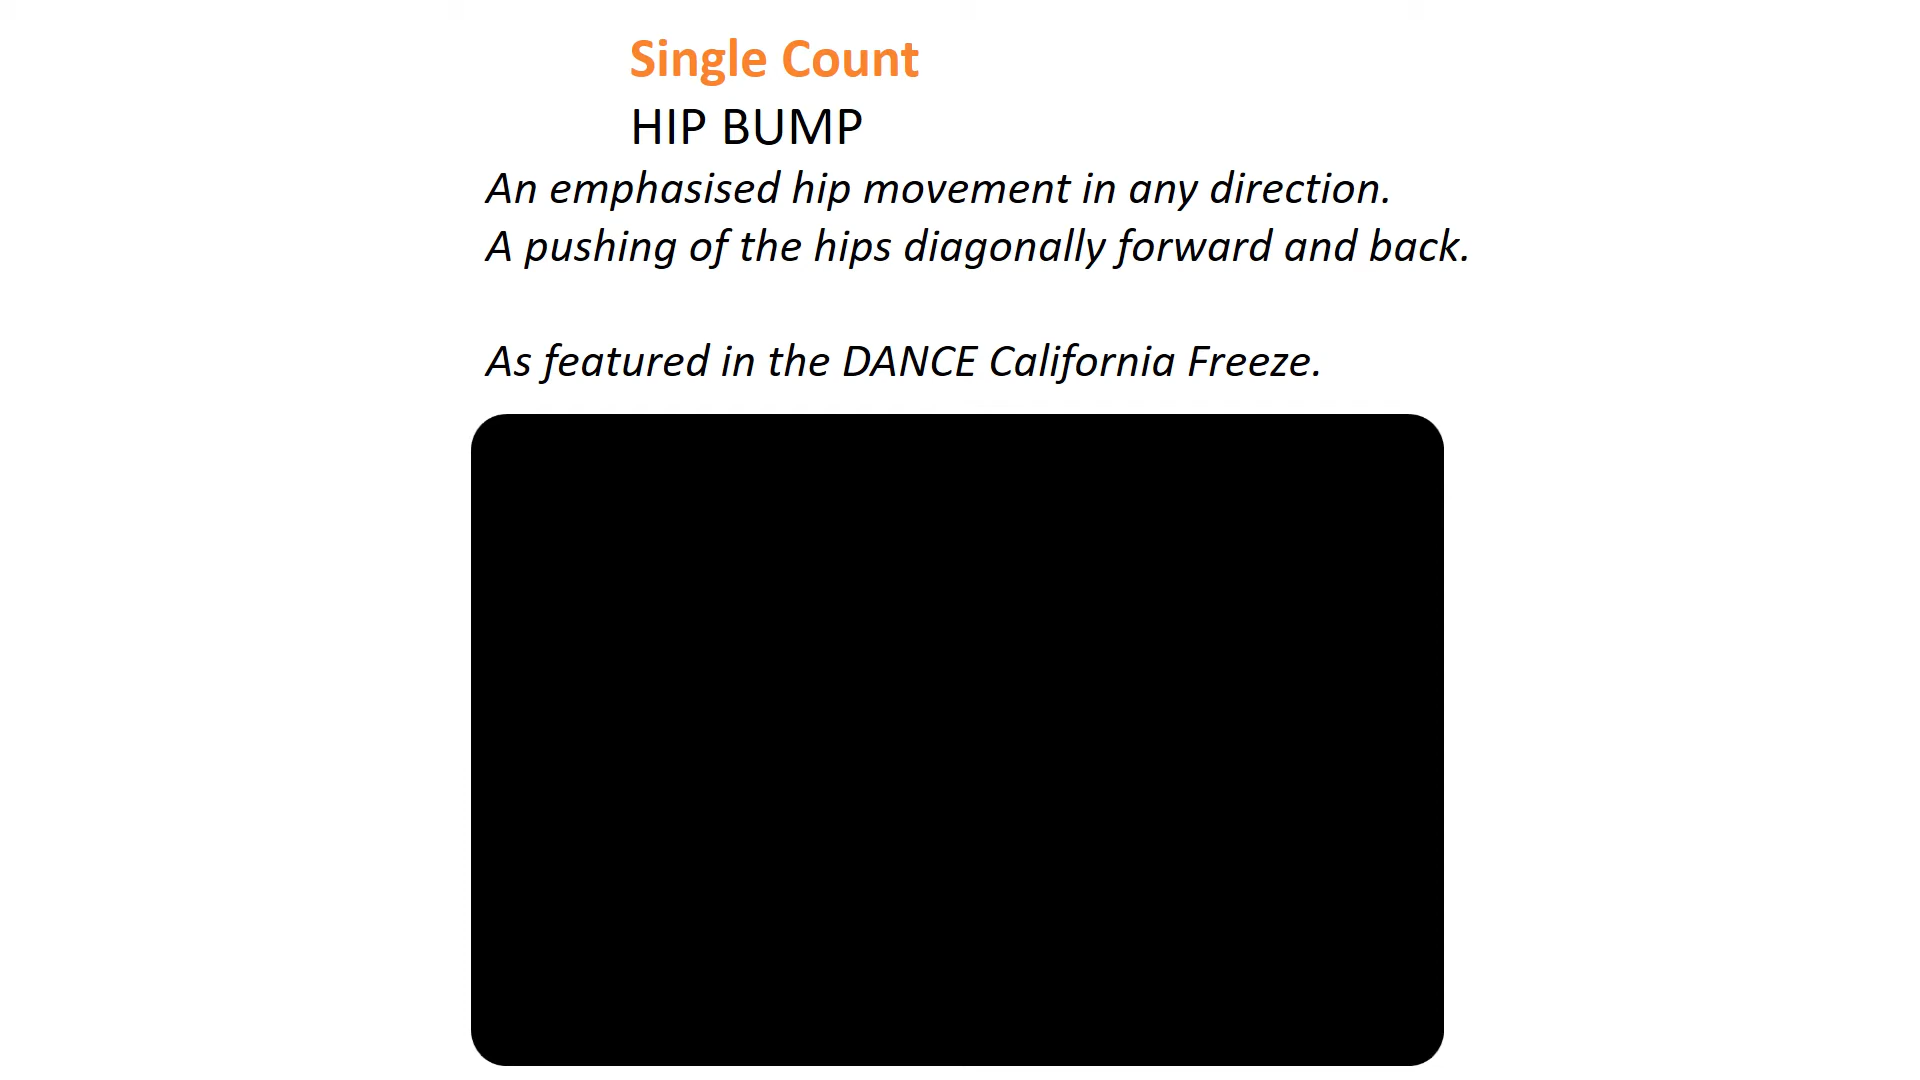 Single Count
HIP BUMP
An emphasised hip movement in any direction.
A pushing of the hips diagonally forward and back.
As featured in the DANCE California Freeze.